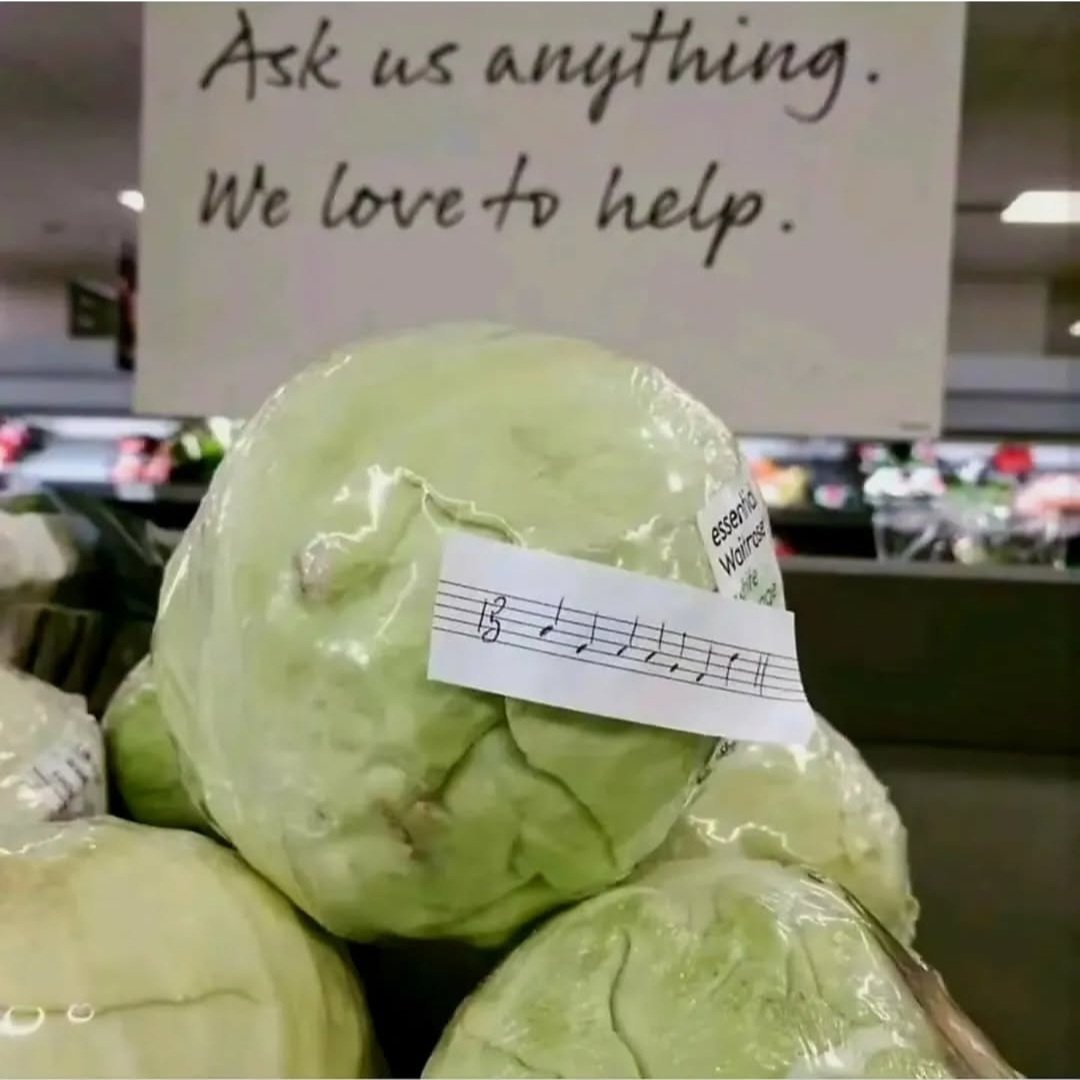 Ask us anything.
We love to help.
essential
Waitrose